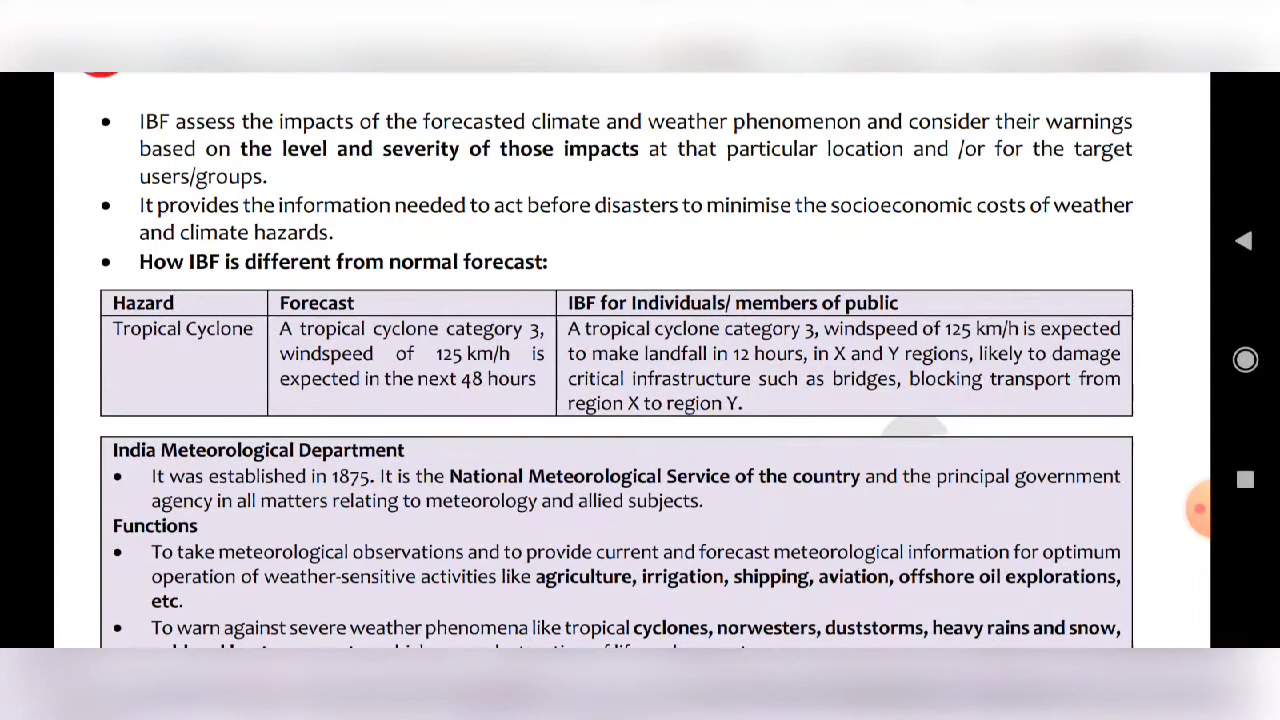 • IBF assess the impacts of the forecasted climate and weather phenomenon and consider their warnings
based on the level and severity of those impacts at that particular location and /or for the target
users/groups.
• It provides the information needed to act before disasters to minimise the socioeconomic costs of weather
and climate hazards.
• How IBF is different from normal forecast:
Hazard Forecast IBF for Individuals/ members of public
Tropical Cyclone A tropical cyclone category 3, A tropical cyclone category 3, windspeed of 125 km/h is expected
windspeed of 125 km/h is to make landfall in 12 hours, in X and Y regions, likely to damage
expected in the next 48 hours critical infrastructure such as bridges, blocking transport from
region X to region Y.
India Meteorological Department
• It was established in 1875. It is the National Meteorological Service of the country and the principal government
agency in all matters relating to meteorology and allied subjects.
Functions
• To take meteorological observations and to provide current and forecast meteorological information for optimum
operation of weather-sensitive activities like agriculture, irrigation, shipping, aviation, offshore oil explorations,
etc.
• To warn against severe weather phenomena like tropical cyclones, norwesters, duststorms, heavy rains and snow,